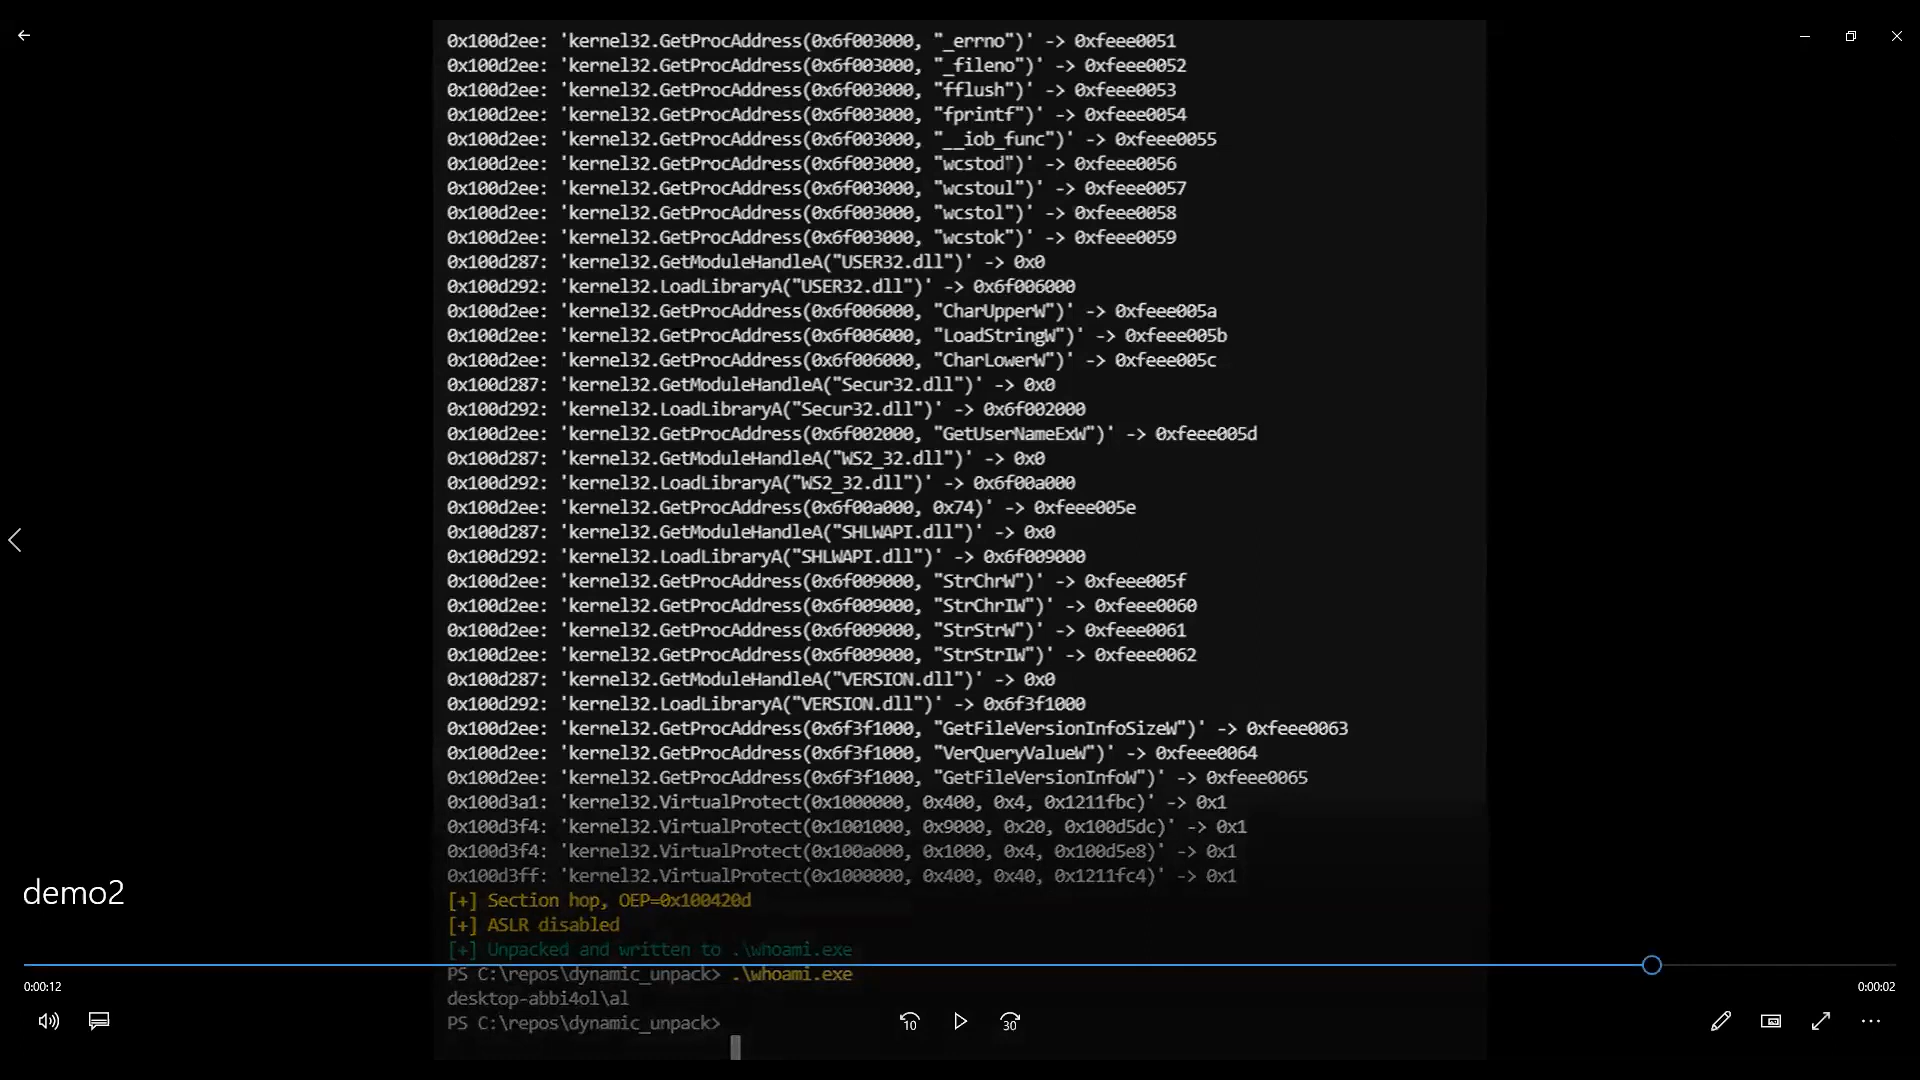 0x100d2ee: 'kernel32.GetProcAddress(0x6f003000, "_errno")' -> 0xfeee0051
0x100d2ee: 'kernel32.GetProcAddress(0x6f003000, "_fileno")' -> 0xfeee0052
0x100d2ee: 'kernel32.GetProcAddress(0x6f003000, "fflush")' -> 0xfeee0053
0x100d2ee: 'kernel32.GetProcAddress(0x6f003000, "fprintf")' -> 0xfeee0054
0x100d2ee: 'kernel32.GetProcAddress(0x6f003000, "__iob_func")' -> 0xfeee0055
0x100d2ee: 'kernel32.GetProcAddress(0x6f003000, "wcstod")' -> 0xfeee0056
0x100d2ee: 'kernel32.GetProcAddress(0x6f003000, "wcstoul")' -> 0xfeee0057
0x100d2ee: 'kernel32.GetProcAddress(0x6f003000, "wcstol")' -> 0xfeee0058
0x100d2ee: 'kernel32.GetProcAddress(0x6f003000, "wcstok")' -> 0xfeee0059
0x100d287: 'kernel32.GetModuleHandleA("USER32.dll")' -> 0x0
0x100d292: 'kernel32.LoadLibraryA("USER32.dll")' -> 0x6f006000
0x100d2ee: 'kernel32.GetProcAddress(0x6f006000, "CharUpperW")' -> 0xfeee005a
0x100d2ee: 'kernel32.GetProcAddress(0x6f006000, "LoadStringW")' -> 0xfeee005b
0x100d2ee: 'kernel32.GetProcAddress(0x6f006000, "CharLowerW")' -> 0xfeee005c
0x100d287: 'kernel32.GetModuleHandleA("Secur32.dll")' -> 0x0
0x100d292: 'kernel32.LoadLibraryA("Secur32.dll")' -> 0x6f002000
0x100d2ee: 'kernel32.GetProcAddress(0x6f002000, "GetUserNameExW")' -> 0xfeee005d
0x100d287: 'kernel32.GetModuleHandleA("WS2_32.dll")' -> 0x0
0x100d292: 'kernel32.LoadLibraryA("WS2_32.dll")' -> 0x6f00a000
0x100d2ee: 'kernel32.GetProcAddress(0x6f00a000, 0x74)' -> 0xfeee005e
0x100d287: 'kernel32.GetModuleHandleA("SHLWAPI.dll")' -> 0x0
0x100d292: 'kernel32.LoadLibraryA("SHLWAPI.dll")' -> 0x6f009000
0x100d2ee: 'kernel32.GetProcAddress(0x6f009000, "StrChrW")' -> 0xfeee005f
0x100d2ee: 'kernel32.GetProcAddress(0x6f009000, "StrChrIW")' -> 0xfeee0060
0x100d2ee: 'kernel32.GetProcAddress(0x6f009000, "StrStrW")' -> 0xfeee0061
0x100d2ee: 'kernel32.GetProcAddress(0x6f009000, "StrStrIW")' -> 0xfeee0062
0x100d287: 'kernel32.GetModuleHandleA("VERSION.dll")' -> 0x0
0x100d292: 'kernel32.LoadLibraryA("VERSION.dll")' -> 0x6f3f1000
0x100d2ee: 'kernel32.GetProcAddress(0x6f3f1000, "GetFileVersionInfoSizeW")' -> 0xfeee0063
0x100d2ee: 'kernel32.GetProcAddress(0x6f3f1000, "VerQueryValueW")' -> 0xfeee0064
0x100d2ee: 'kernel32.GetProcAddress(0x6f3f1000, "GetFileVersionInfoW")' -> 0xfeee0065
0x100d3a1: 'kernel32.VirtualProtect(0x1000000, 0x400, 0x4, 0x1211fbc)' -> 0x1
0x100d3f4: 'kernel32.VirtualProtect(0x1001000, 0x9000, 0x20, 0x100d5dc)' -> 0x1
0x100d3f4: 'kernel32.VirtualProtect(0x100a000, 0x1000, 0x4, 0x100d5e8)' -> 0x1
0x100d3ff: 'kernel32.VirtualProtect(0x1000000, 0x400, 0x40, 0x1211fc4)' -> 0x1
demo2
[+] Section hop, OEP=0x100420d
[+] ASLR disabled
[+] Unpacked and written to .\whoami.exe
PS C:\repos\dynamic_unpack> .\whoami.exe
0:00:12
0:00:02
desktop-abbi4ol\al
PS C:\repos\dynamic_unpack>
10
30